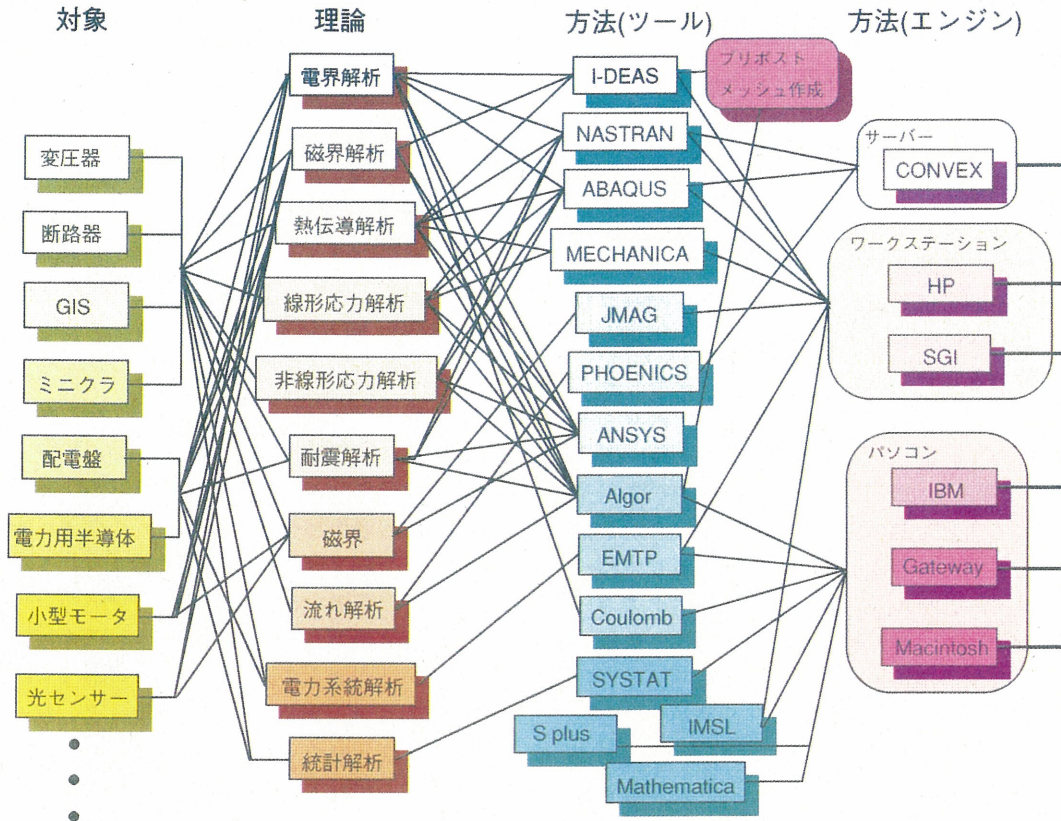 対象
理論
方法(ツール)
方法(エンジン)
変圧器
断路器
GIS
ミニクラ
配電盤
電力用半導体
小型モータ
光センサー
電界解析
磁界解析
熱伝導解析
線形応力解析
非線形応力解析
耐震解析
磁界
流れ解析
電力系統解析
統計解析
I-DEAS
NASTRAN
ABAQUS
MECHANICA
JMAG
PHOENICS
ANSYS
Algor
EMTP
Coulomb
SYSTAT
IMSL
S plus
Mathematica
プリポスト
メッシュ作成
サーバー
CONVEX
ワークステーション
HP
SGI
パソコン
IBM
Gateway
Macintosh